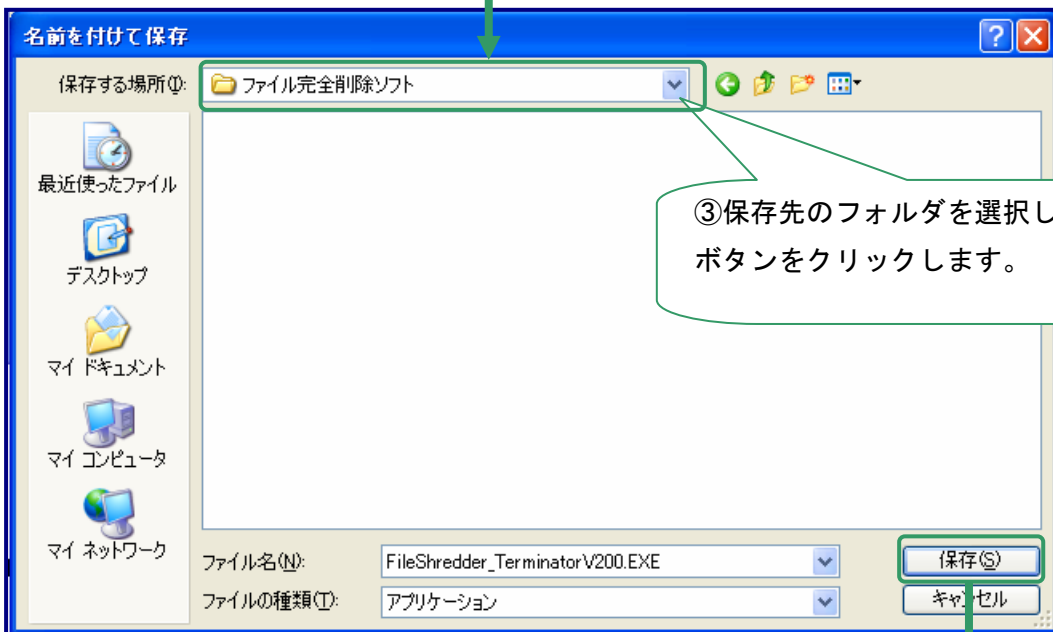 名前を付けて保存
保存する場所(I):
ファイル完全削除ソフト
最近使ったファイル
デスクトップ
マイ ドキュメント
マイ コンピュータ
マイ ネットワーク
③保存先のフォルダを選択し
ボタンをクリックします。
ファイル名(N):
FileShredder_TerminatorV200.EXE
保存(S)
ファイルの種類(T):
アプリケーション
キャンセル